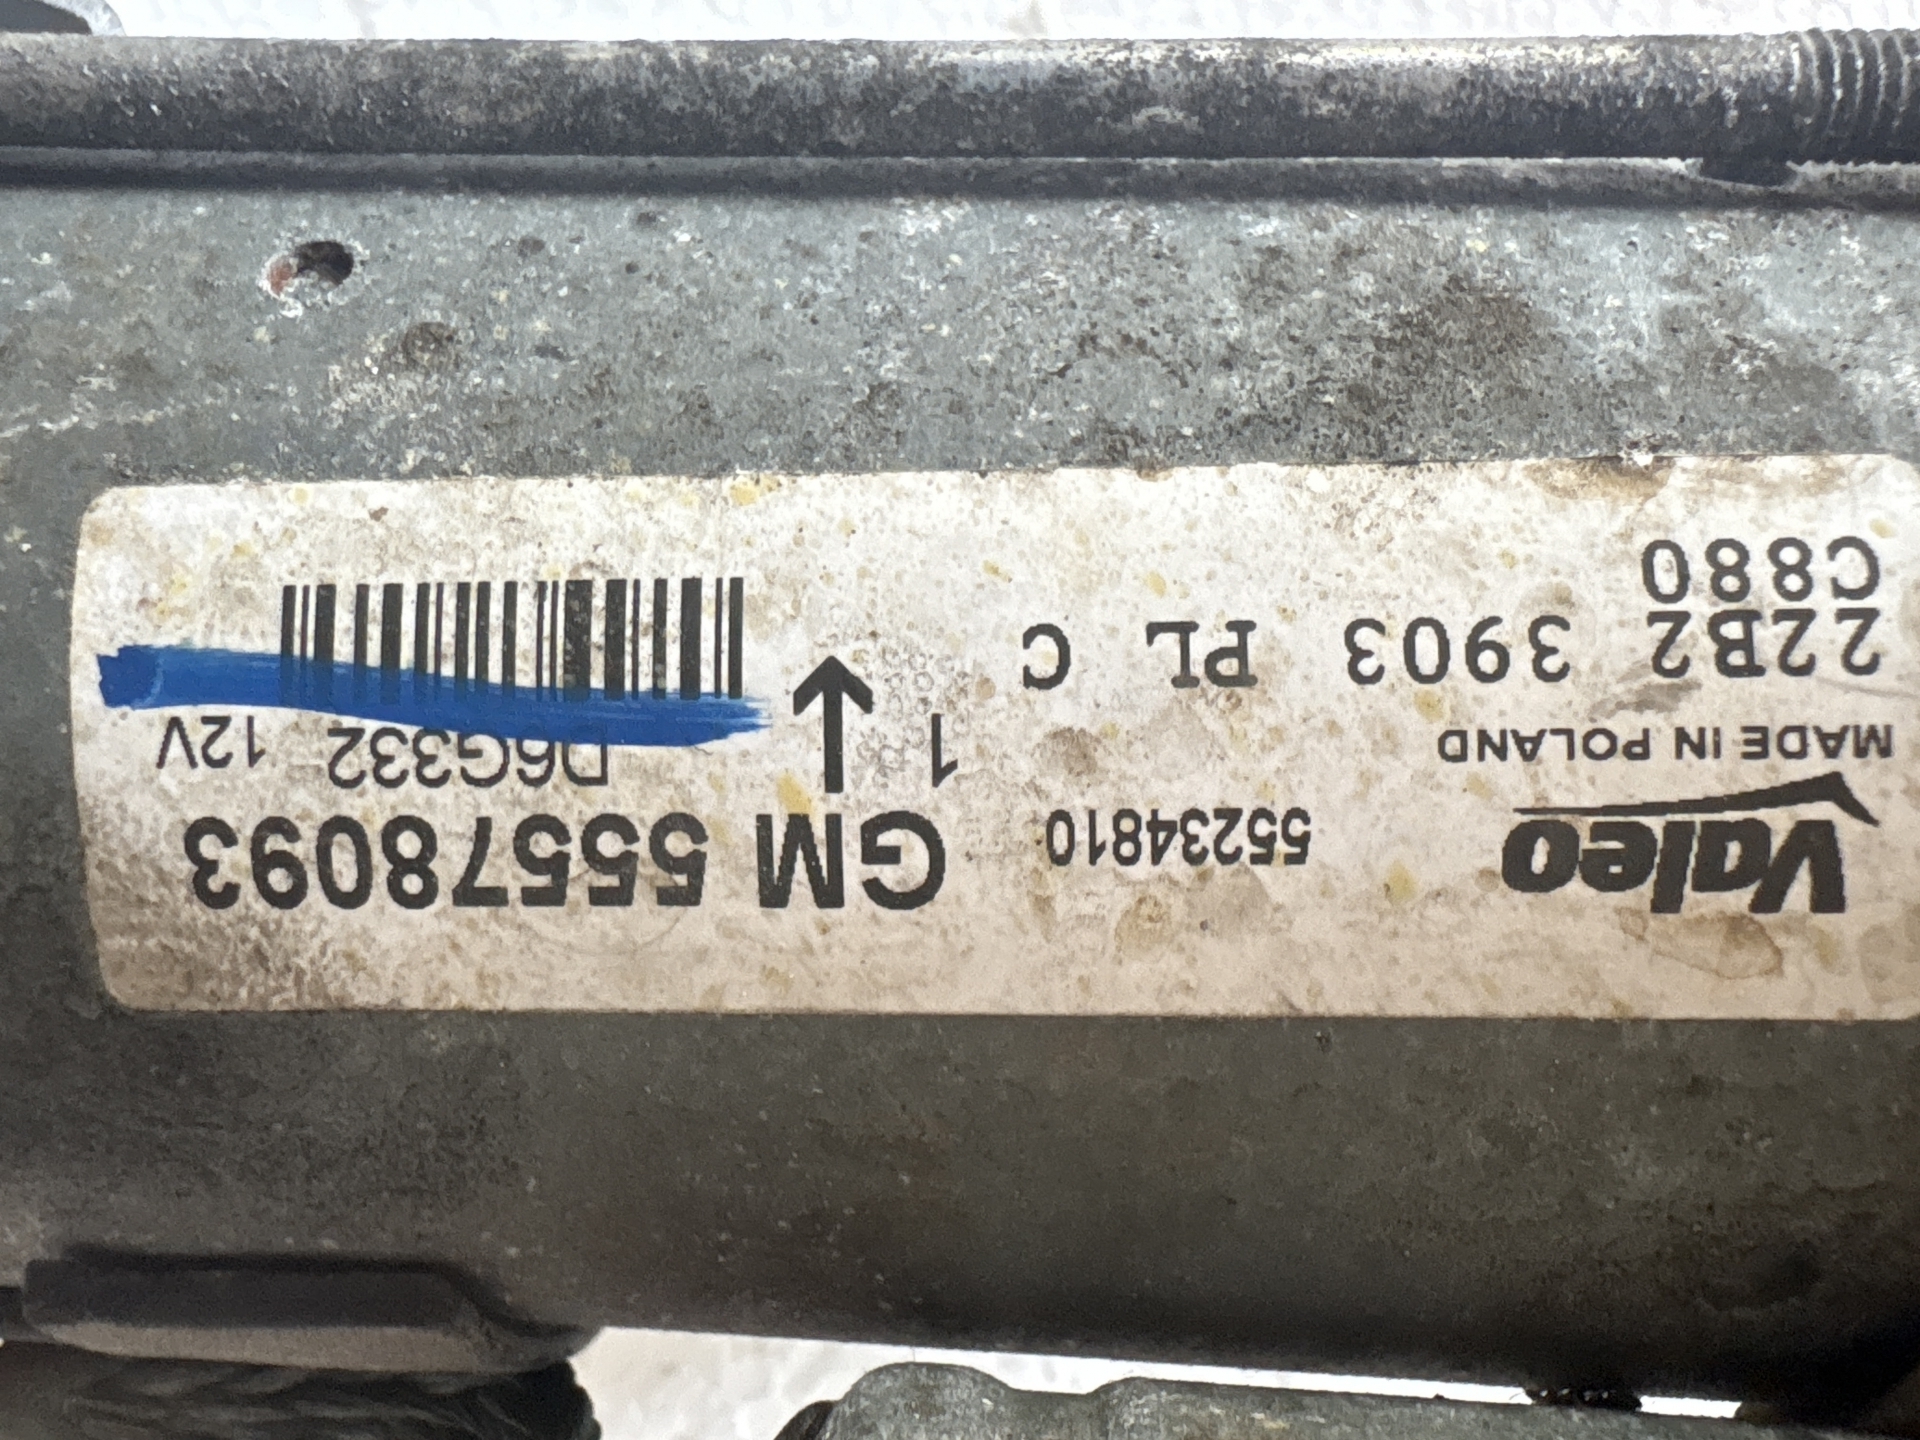 Valeo 55234810 GM 55578093
MADE IN POLAND 1 D6G332 12V
22B2 3903 PL C
C880